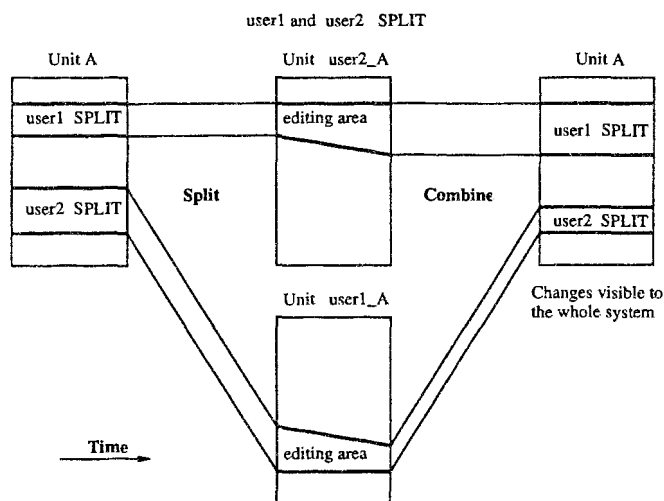 user1 and user2 SPLIT
Unit A
Unit user2_A
Unit A
user1 SPLIT
editing area
user1 SPLIT
Split
Combine
user2 SPLIT
user2 SPLIT
Unit user1_A
Changes visible to
the whole system
Time
editing area